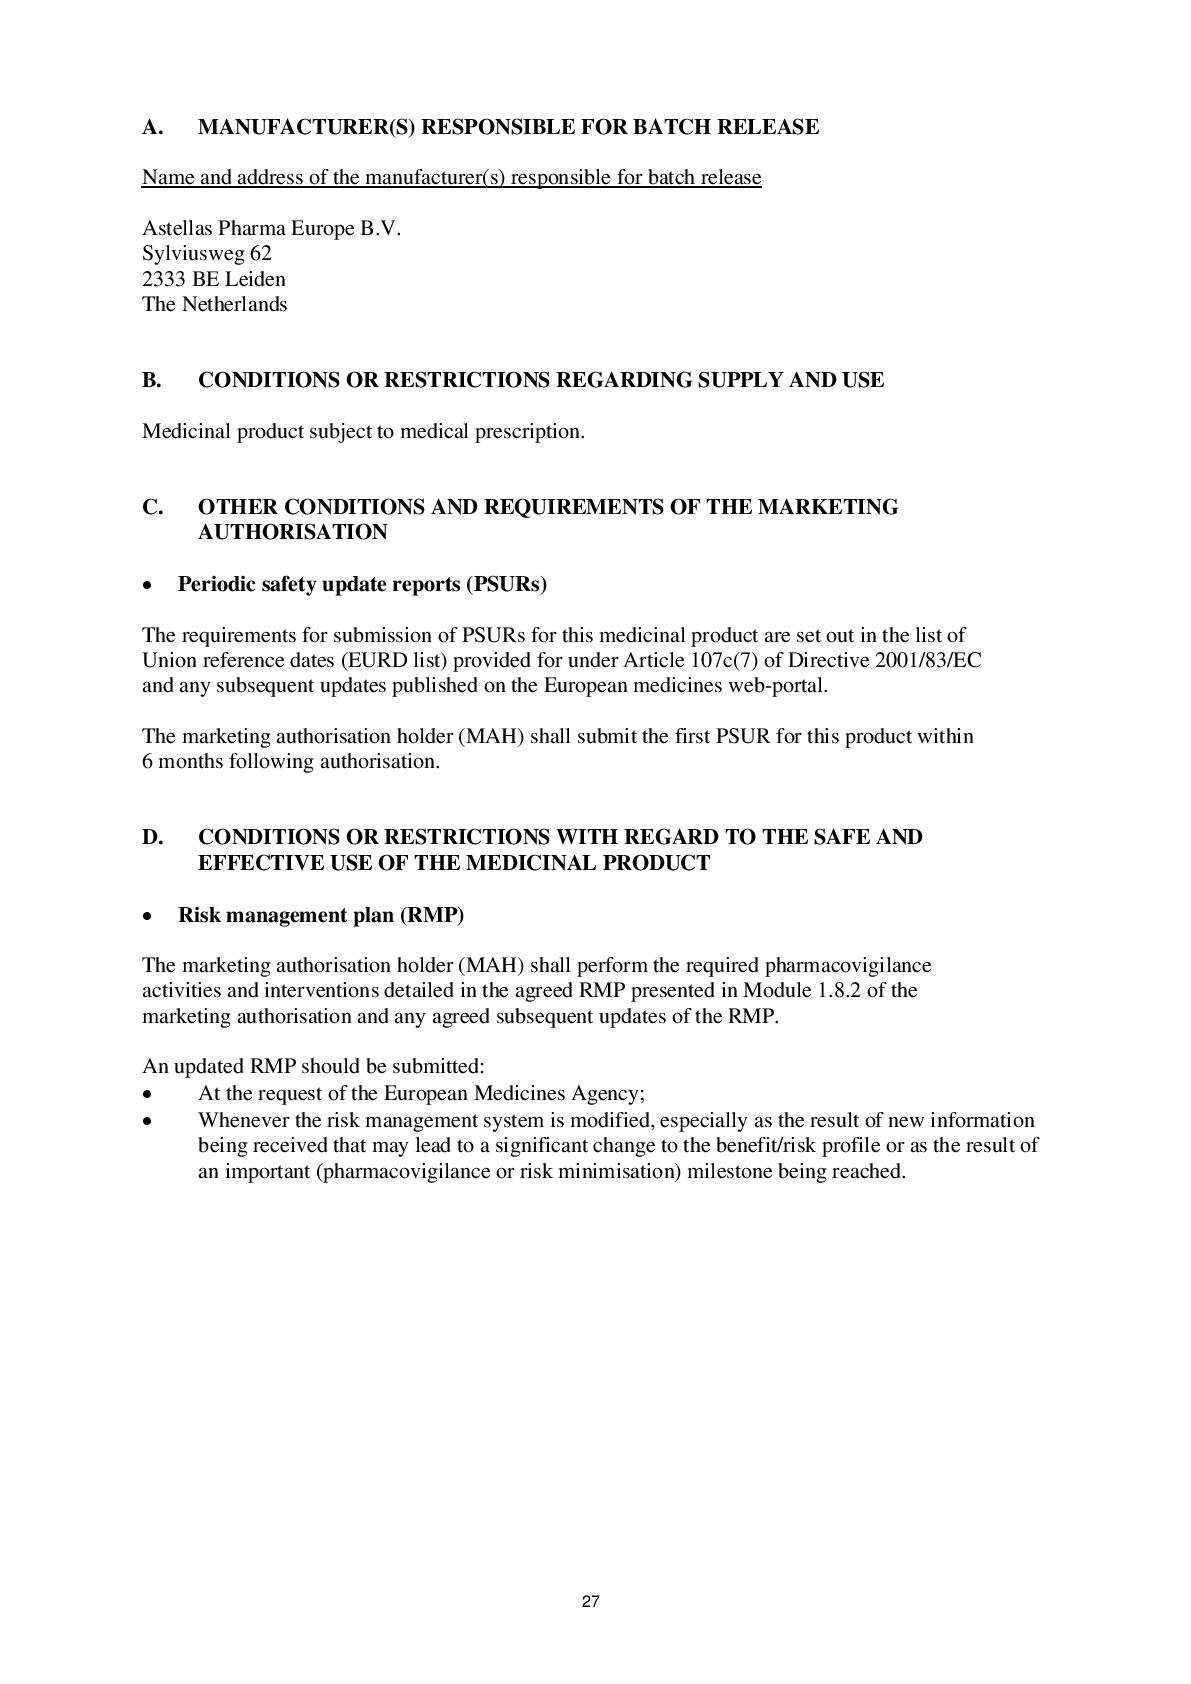 A. MANUFACTURER(S) RESPONSIBLE FOR BATCH RELEASE
Name and address of the manufacturer(s) responsible for batch release
Astellas Pharma Europe B.V.
Sylviusweg 62
2333 BE Leiden
The Netherlands
B. CONDITIONS OR RESTRICTIONS REGARDING SUPPLY AND USE
Medicinal product subject to medical prescription.
C. OTHER CONDITIONS AND REQUIREMENTS OF THE MARKETING
AUTHORISATION
• Periodic safety update reports (PSURs)
The requirements for submission of PSURs for this medicinal product are set out in the list of
Union reference dates (EURD list) provided for under Article 107c(7) of Directive 2001/83/EC
and any subsequent updates published on the European medicines web-portal.
The marketing authorisation holder (MAH) shall submit the first PSUR for this product within
6 months following authorisation.
D. CONDITIONS OR RESTRICTIONS WITH REGARD TO THE SAFE AND
EFFECTIVE USE OF THE MEDICINAL PRODUCT
• Risk management plan (RMP)
The marketing authorisation holder (MAH) shall perform the required pharmacovigilance
activities and interventions detailed in the agreed RMP presented in Module 1.8.2 of the
marketing authorisation and any agreed subsequent updates of the RMP.
An updated RMP should be submitted:
• At the request of the European Medicines Agency;
• Whenever the risk management system is modified, especially as the result of new information
being received that may lead to a significant change to the benefit/risk profile or as the result of
an important (pharmacovigilance or risk minimisation) milestone being reached.
27